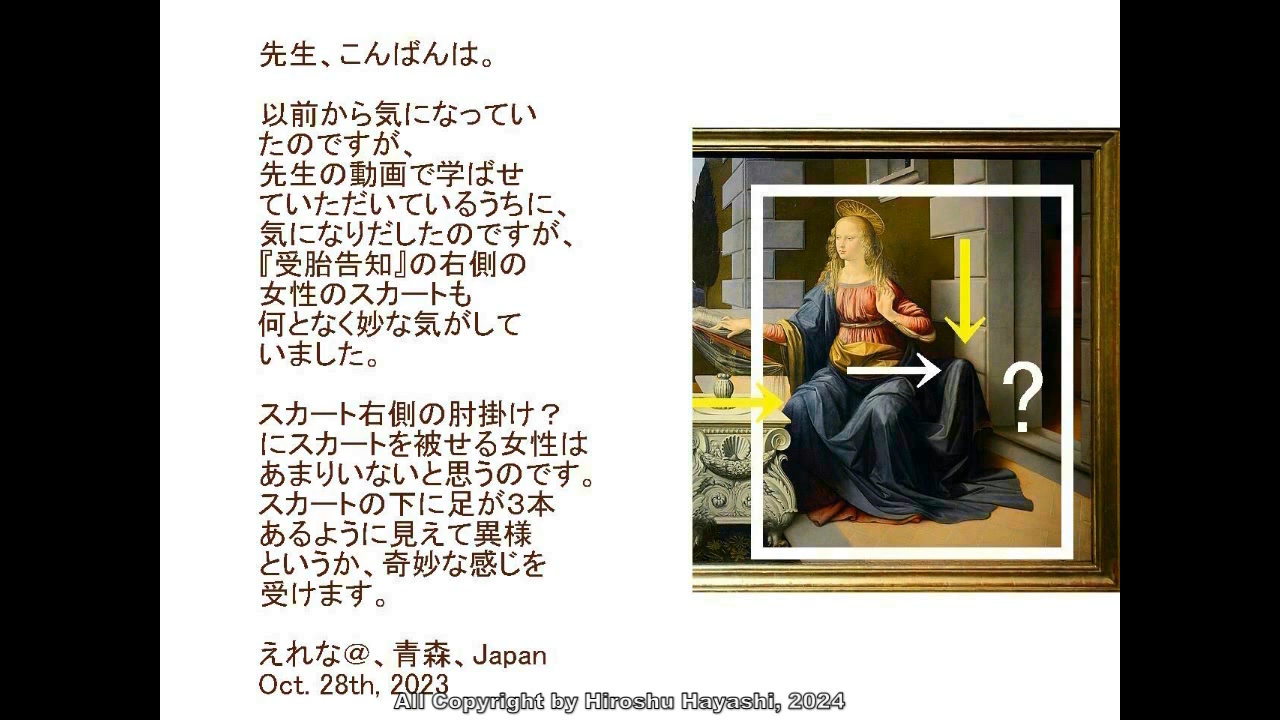 先生、こんばんは。
以前から気になってい
たのですが、
先生の動画で学ばせ
ていただいているうちに、
気になりだしたのですが、
『受胎告知』の右側の
女性のスカートも
何となく妙な気がして
いました。
スカート右側の肘掛け？
にスカートを被せる女性は
あまりいないと思うのです。
スカートの下に足が３本
あるように見えて異様
というか、奇妙な感じを
受けます。
えれな＠、青森、Japan
Oct. 28th, 2023
?
All Copyright by Hiroshu Hayashi, 2024